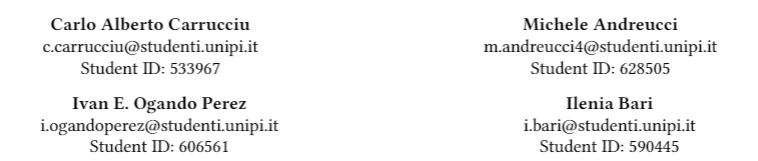 Carlo Alberto Carrucciu
c.carrucciu@studenti.unipi.it
Student ID: 533967
Michele Andreucci
m.andreucci4@studenti.unipi.it
Student ID: 628505
Ivan E. Ogando Perez
i.ogandoperez@studenti.unipi.it
Student ID: 606561
Ilenia Bari
i.bari@studenti.unipi.it
Student ID: 590445